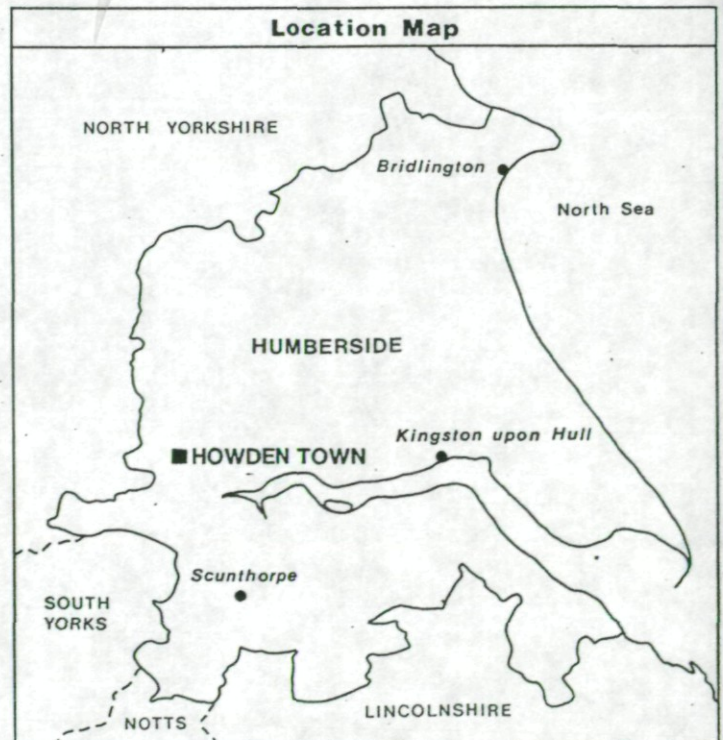 Location Map
NORTH YORKSHIRE
Bridlington
North Sea
HUMBERSIDE
Kingston upon Hull
HOWDEN TOWN
Scunthorpe
SOUTH
YORKS
LINCOLNSHIRE
NOTTS